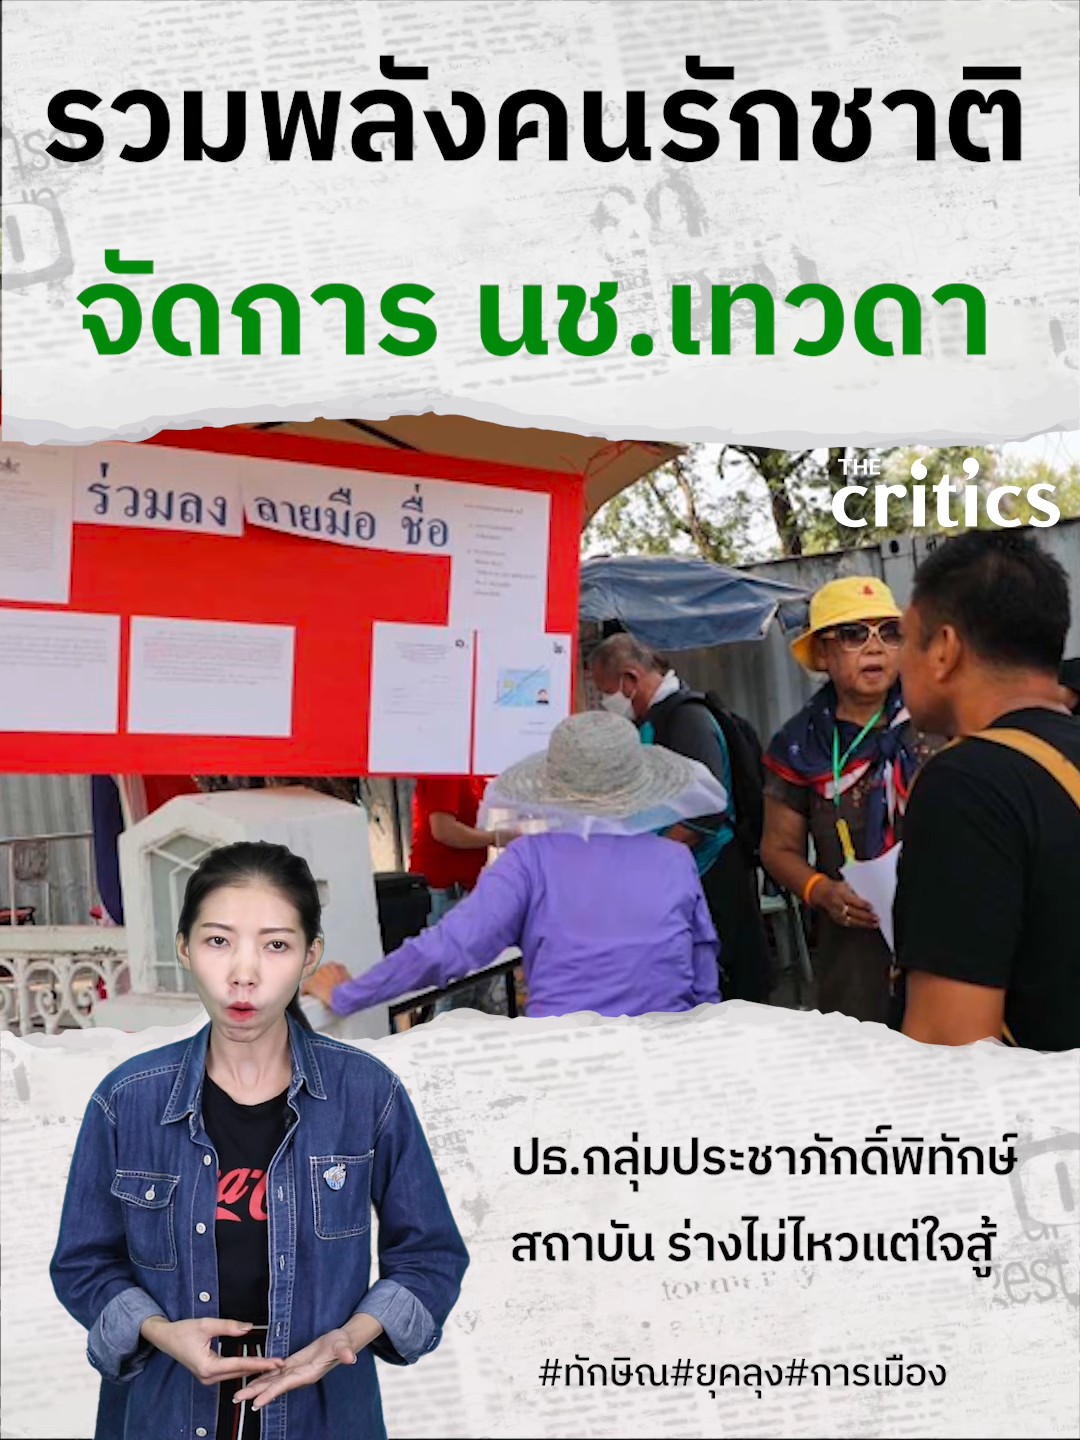 รวมพลังคนรักชาติ
จัดการ นช.เทวดา
THE
critics
ร่วมลง ลายมือ ชื่อ
๑.
๒.
ปธ.กลุ่มประชาภักดิ์พิทักษ์
สถาบัน ร่างไม่ไหวแต่ใจสู้
#ทักษิณ#ยุคลุง#การเมือง